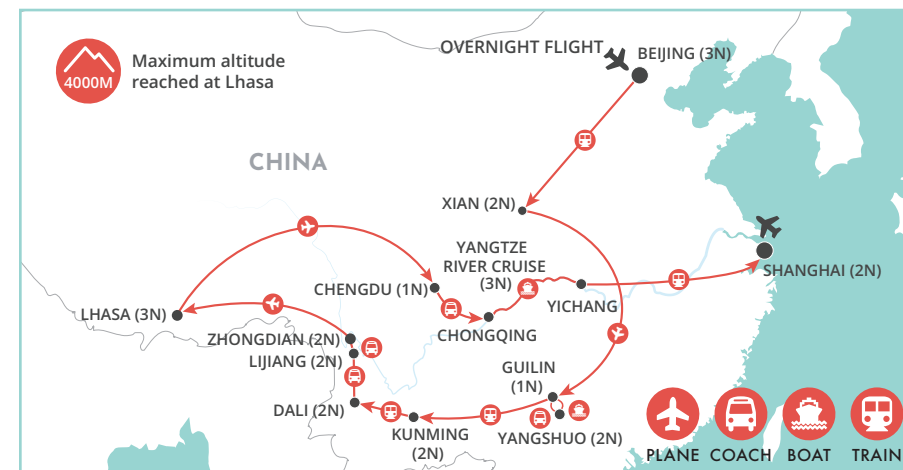 4000M
Maximum altitude
reached at Lhasa
OVERNIGHT FLIGHT
BEIJING (3N)
CHINA
XIAN (2N)
YANGTZE
RIVER CRUISE
(3N)
SHANGHAI (2N)
CHENGDU (1N)
YICHANG
LHASA (3N)
CHONGQING
ZHONGDIAN (2N)
LIJIANG (2N)
GUILIN
(1N)
DALI (2N)
KUNMING
(2N)
YANGSHUO (2N)
PLANE COACH BOAT TRAIN